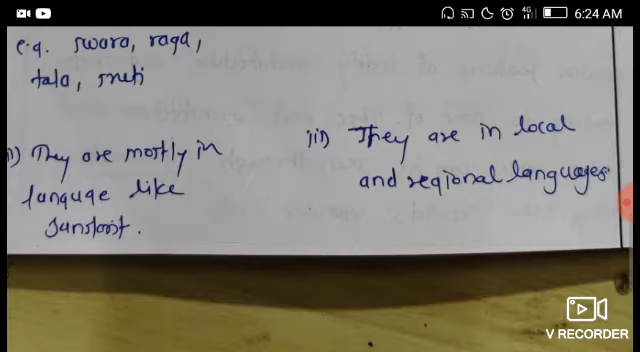 4G
6:24 AM
e.g. swara, raga,
tala, sruti
ii) They are mostly in
language like
Sanskrit.
iii) They are in local
and regional languages.
V RECORDER